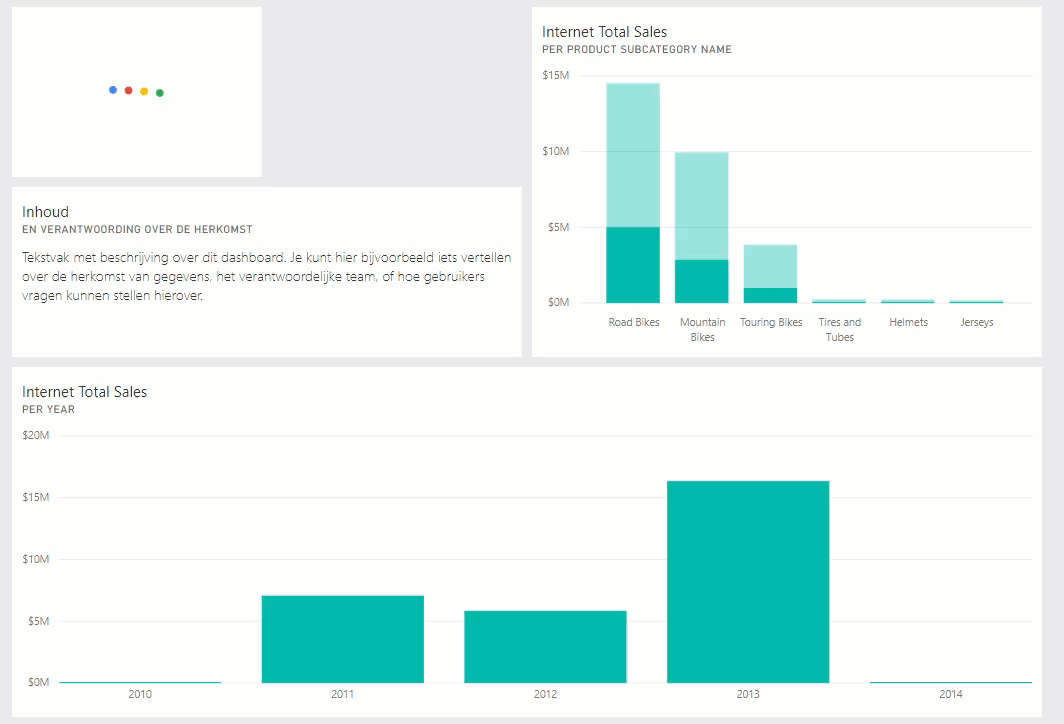 Inhoud
EN VERANTWOORDING OVER DE HERKOMST
Tekstvak met beschrijving over dit dashboard. Je kunt hier bijvoorbeeld iets vertellen
over de herkomst van gegevens, het verantwoordelijke team, of hoe gebruikers
vragen kunnen stellen hierover.
Internet Total Sales
PER PRODUCT SUBCATEGORY NAME
$15M
$10M
$5M
$0M
Road Bikes
Mountain
Bikes
Touring Bikes
Tires and
Tubes
Helmets
Jerseys
Internet Total Sales
PER YEAR
$20M
$15M
$10M
$5M
$0M
2010
2011
2012
2013
2014